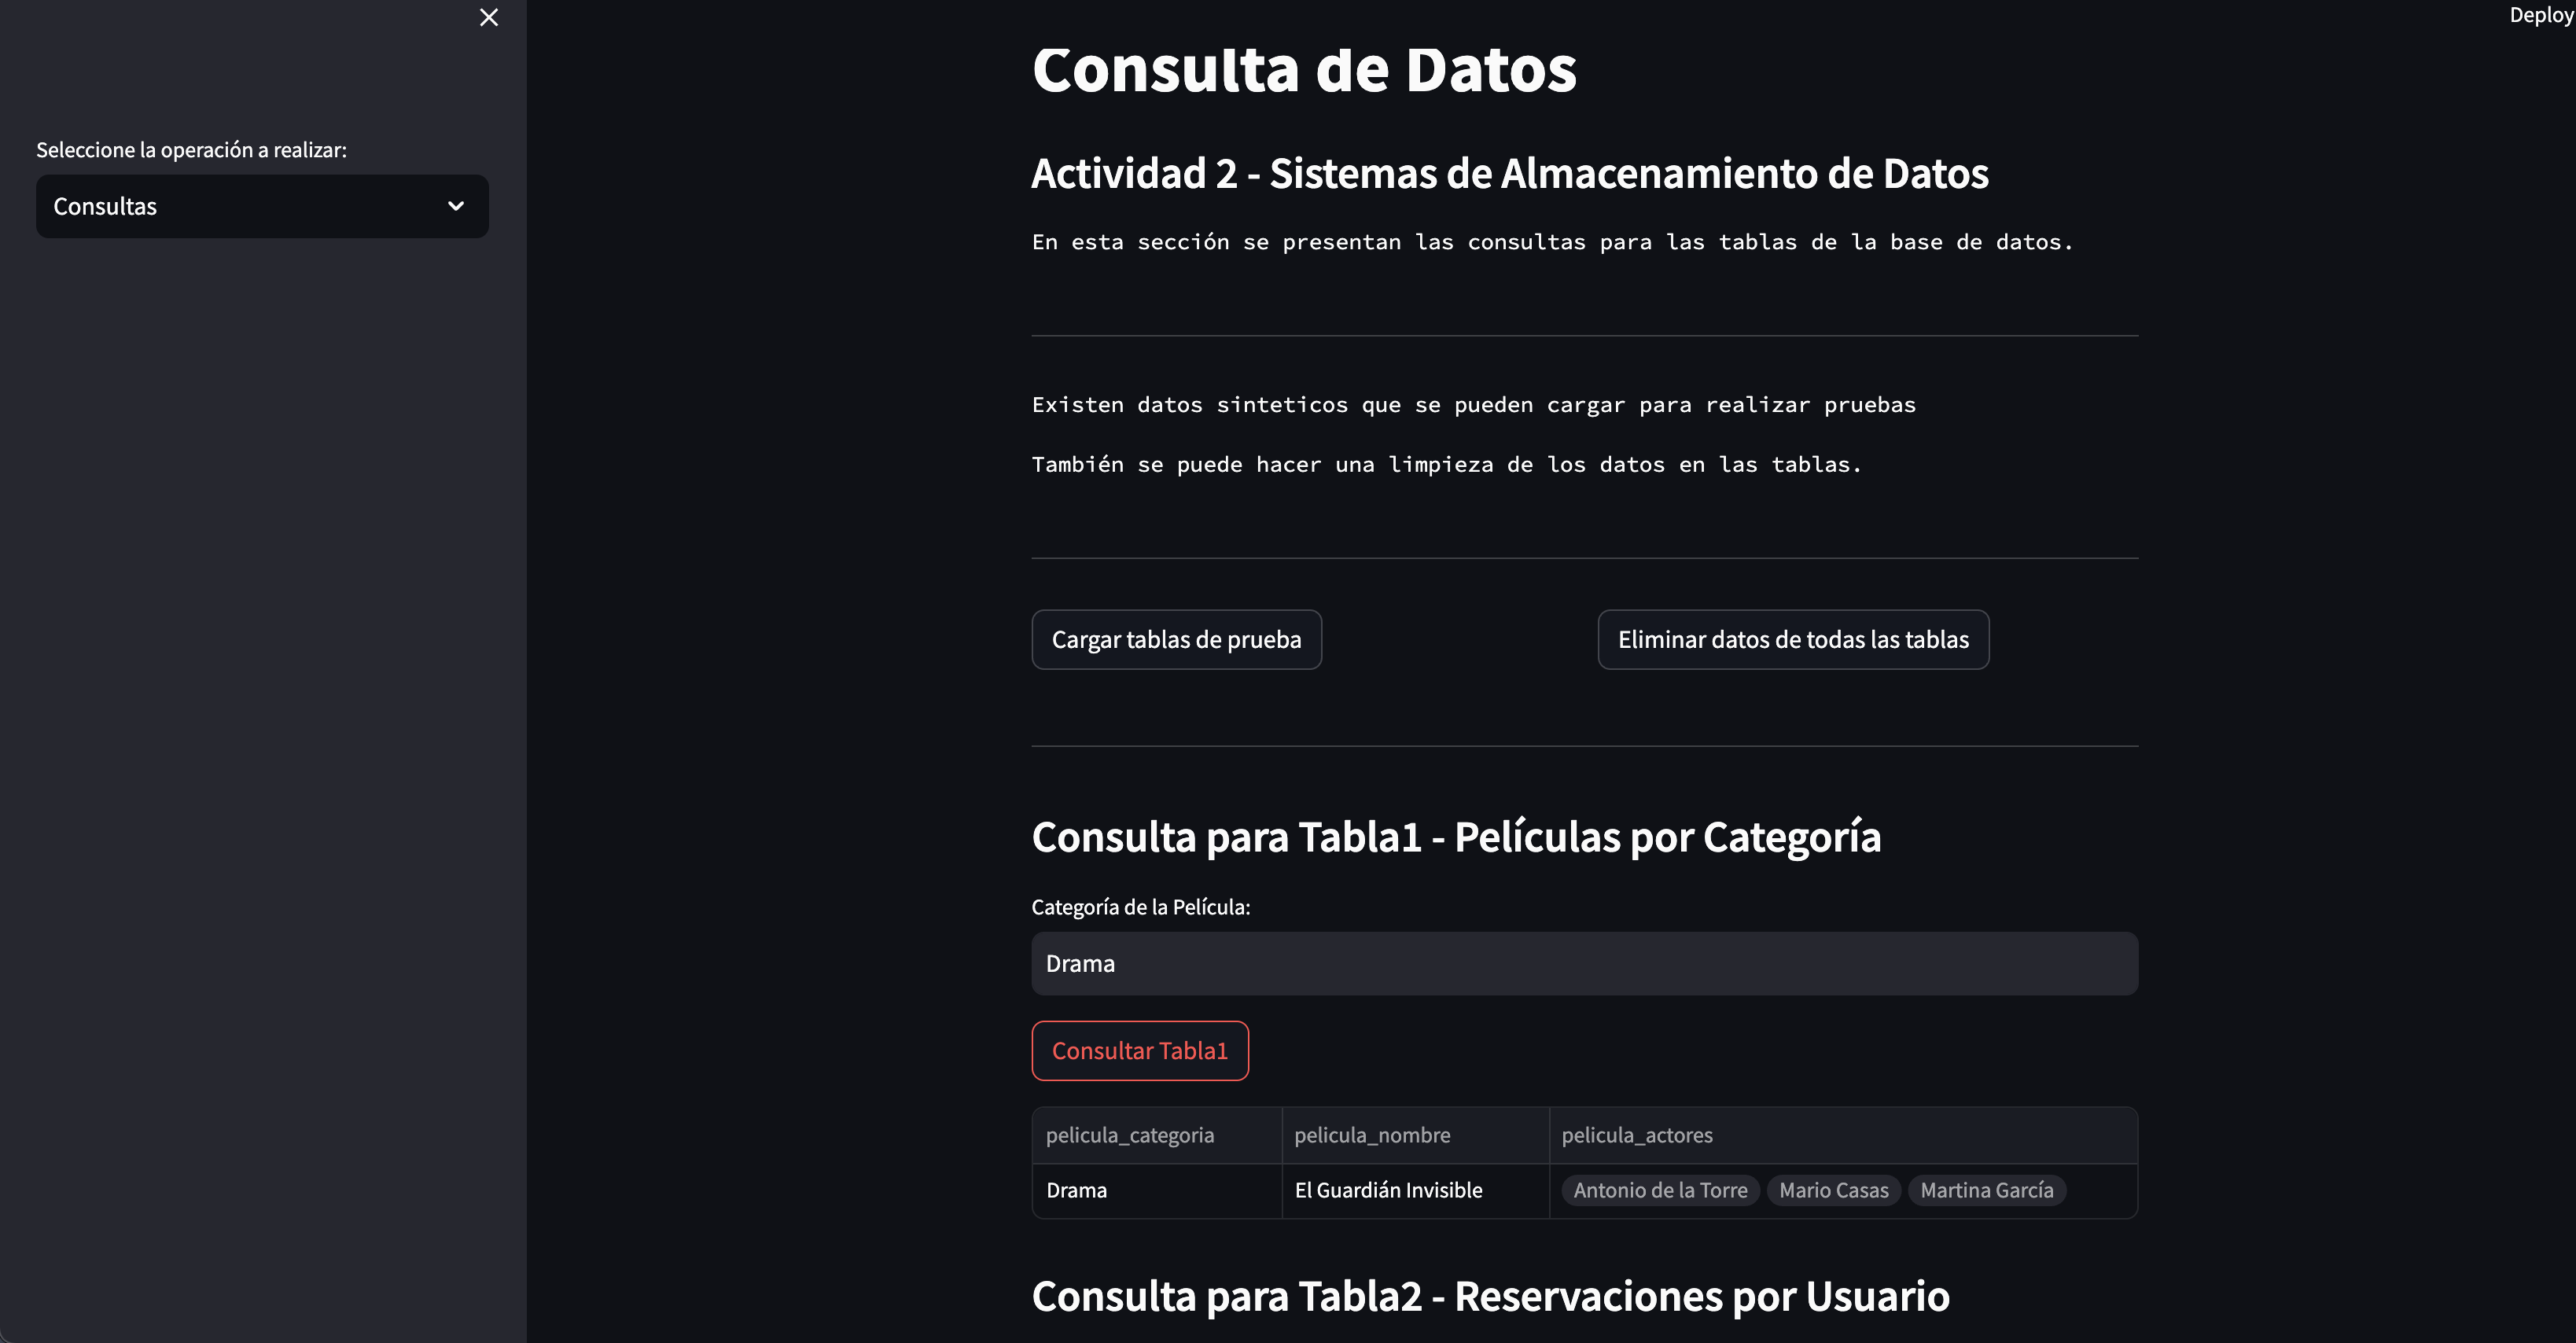 Deploy
Seleccione la operación a realizar:
Consultas
Consulta de Datos
Actividad 2 - Sistemas de Almacenamiento de Datos
En esta sección se presentan las consultas para las tablas de la base de datos.
Existen datos sinteticos que se pueden cargar para realizar pruebas
También se puede hacer una limpieza de los datos en las tablas.
Cargar tablas de prueba
Eliminar datos de todas las tablas
Consulta para Tabla1 - Películas por Categoría
Categoría de la Película:
Drama
Consultar Tabla1
pelicula_categoria pelicula_nombre pelicula_actores
Drama El Guardián Invisible Antonio de la Torre Mario Casas Martina García
Consulta para Tabla2 - Reservaciones por Usuario